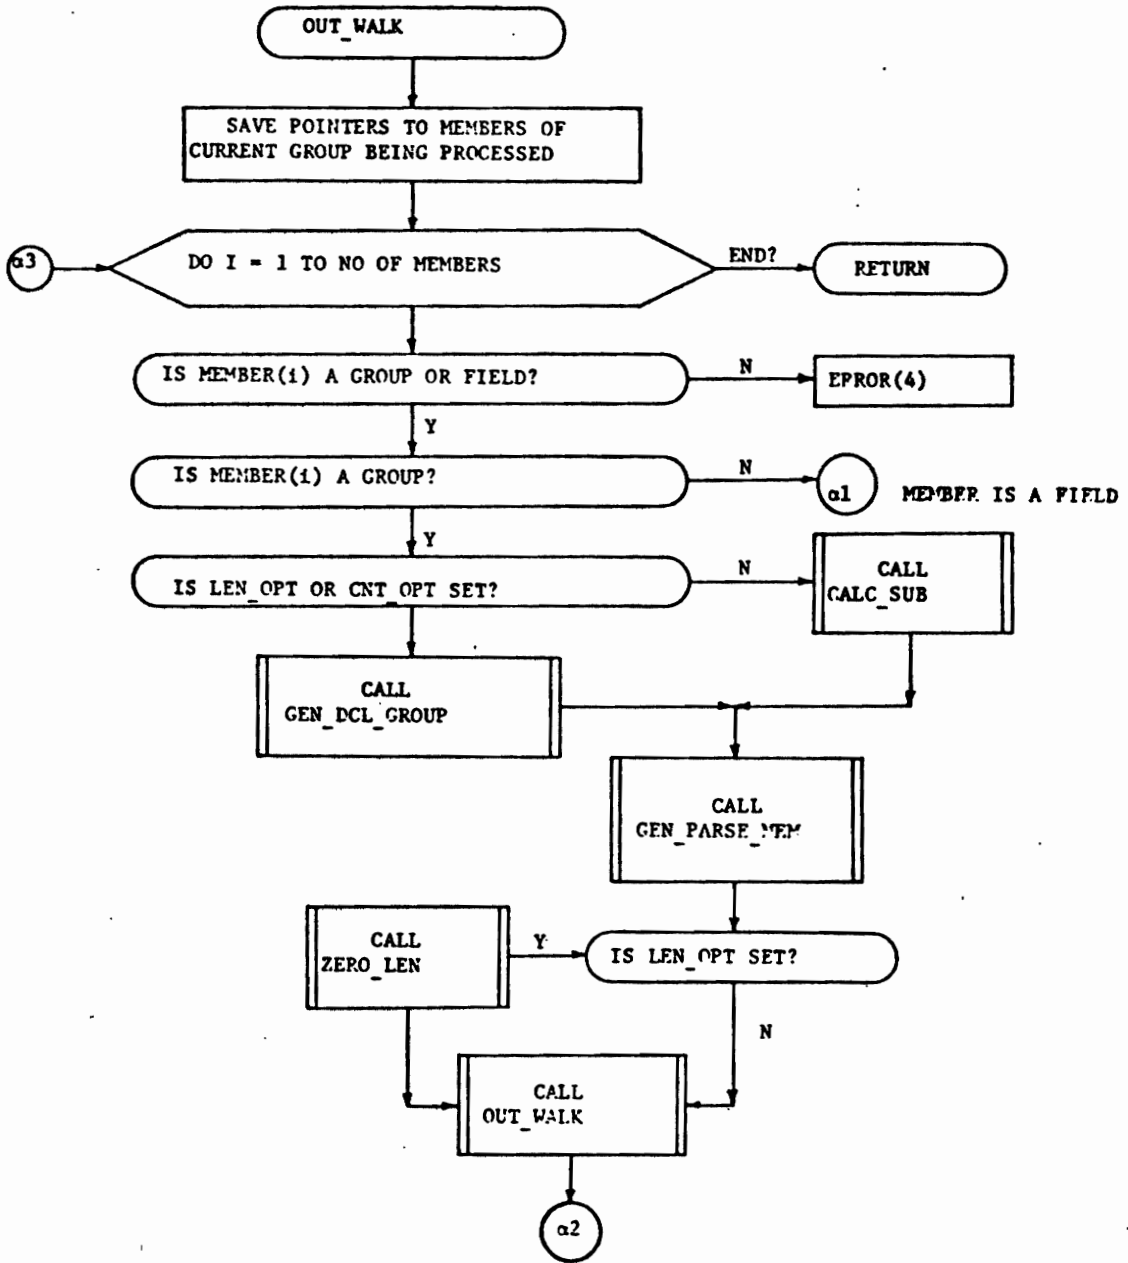 OUT_WALK
SAVE POINTERS TO MEMBERS OF
CURRENT GROUP BEING PROCESSED
α3
DO I = 1 TO NO OF MEMBERS
END?
RETURN
IS MEMBER(i) A GROUP OR FIELD?
N
EPROR(4)
Y
IS MEMBER(i) A GROUP?
N
α1
MEMBER IS A FIELD
Y
IS LEN_OPT OR CNT_OPT SET?
N
CALL
CALC_SUB
CALL
GEN_DCL_GROUP
CALL
GEN_PARSE_MEM
CALL
ZERO_LEN
Y
IS LEN_OPT SET?
N
CALL
OUT_WALK
α2